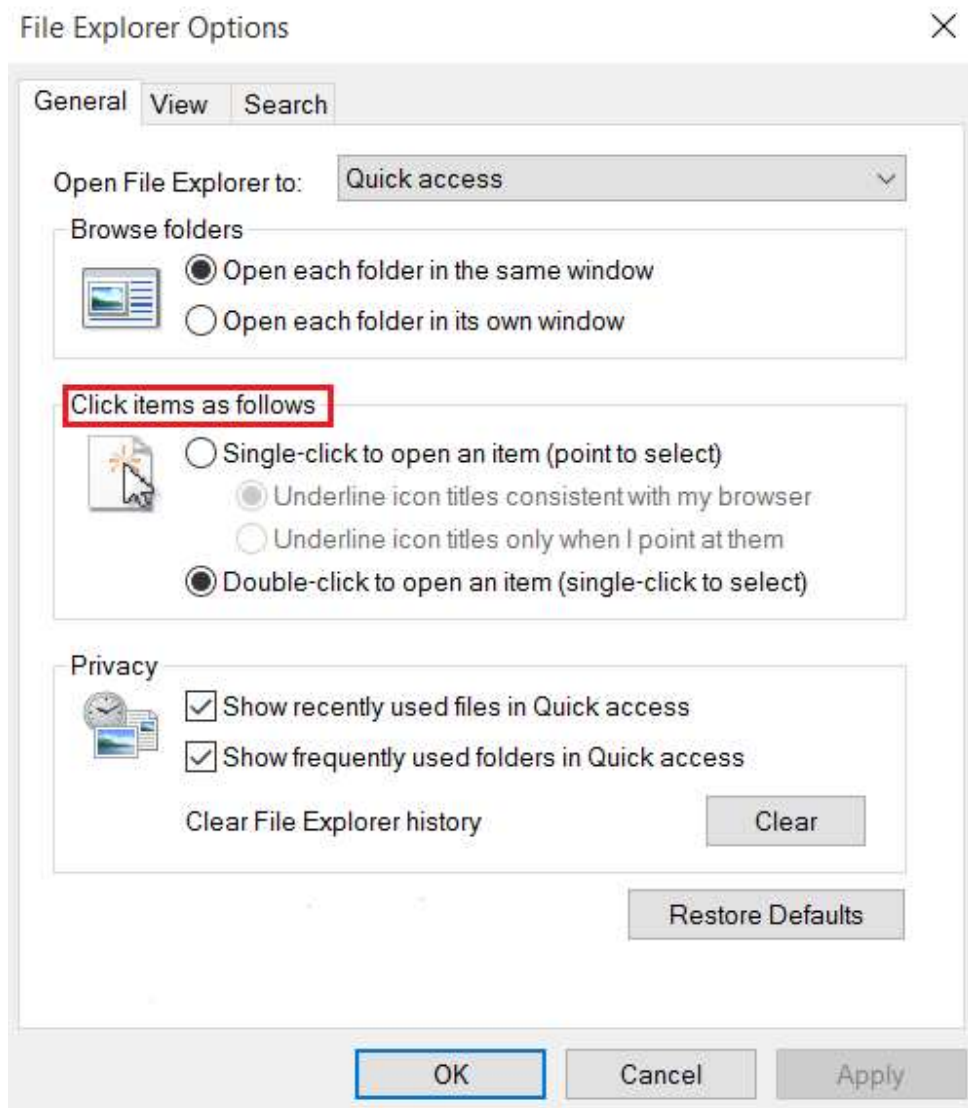 File Explorer Options
General View Search
Open File Explorer to: Quick access
Browse folders
Open each folder in the same window
Open each folder in its own window
Click items as follows
Single-click to open an item (point to select)
Underline icon titles consistent with my browser
Underline icon titles only when I point at them
Double-click to open an item (single-click to select)
Privacy
Show recently used files in Quick access
Show frequently used folders in Quick access
Clear File Explorer history Clear
Restore Defaults
OK Cancel Apply